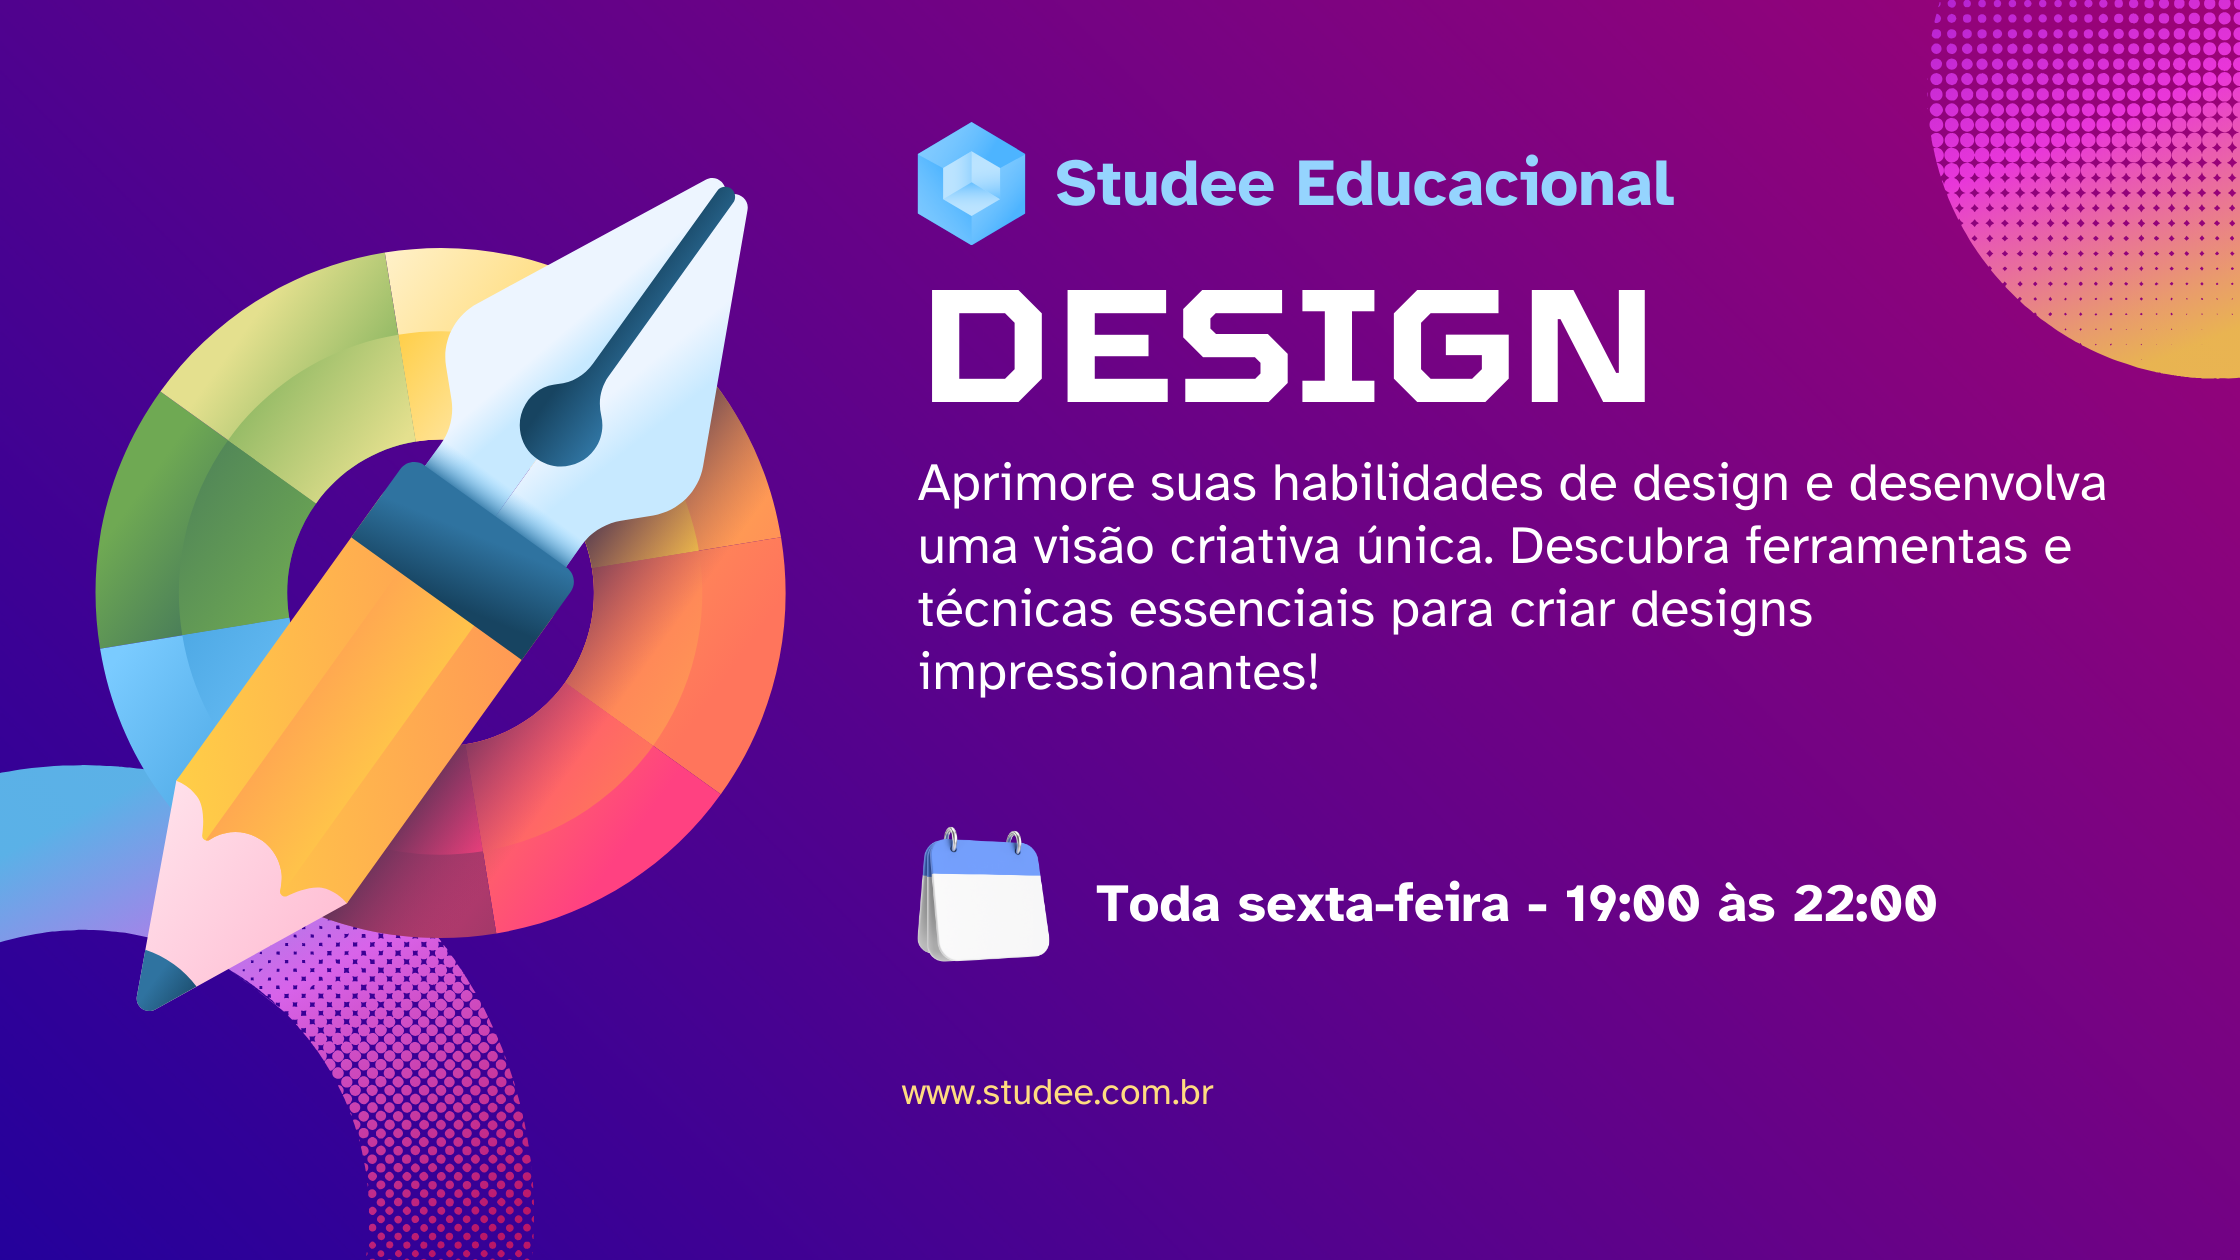 Studee Educacional
DESIGN
Aprimore suas habilidades de design e desenvolva
uma visão criativa única. Descubra ferramentas e
técnicas essenciais para criar designs
impressionantes!
Toda sexta-feira - 19:00 às 22:00
www.studee.com.br